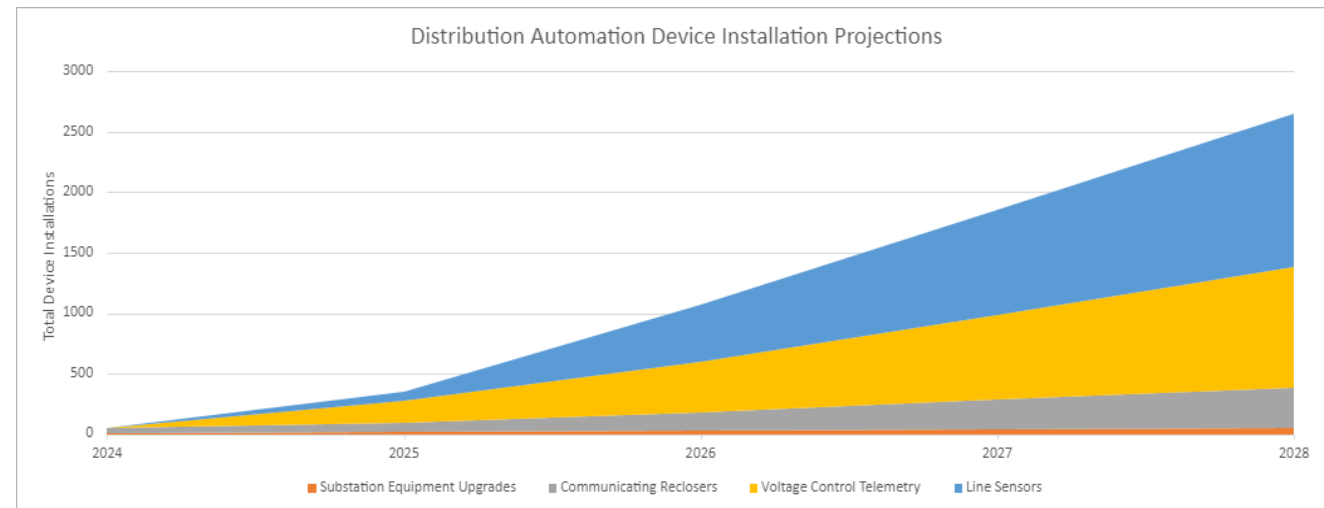 Distribution Automation Device Installation Projections
Total Device Installations
3000
2500
2000
1500
1000
500
0
2024 2025 2026 2027 2028
Substation Equipment Upgrades Communicating Reclosers Voltage Control Telemetry Line Sensors